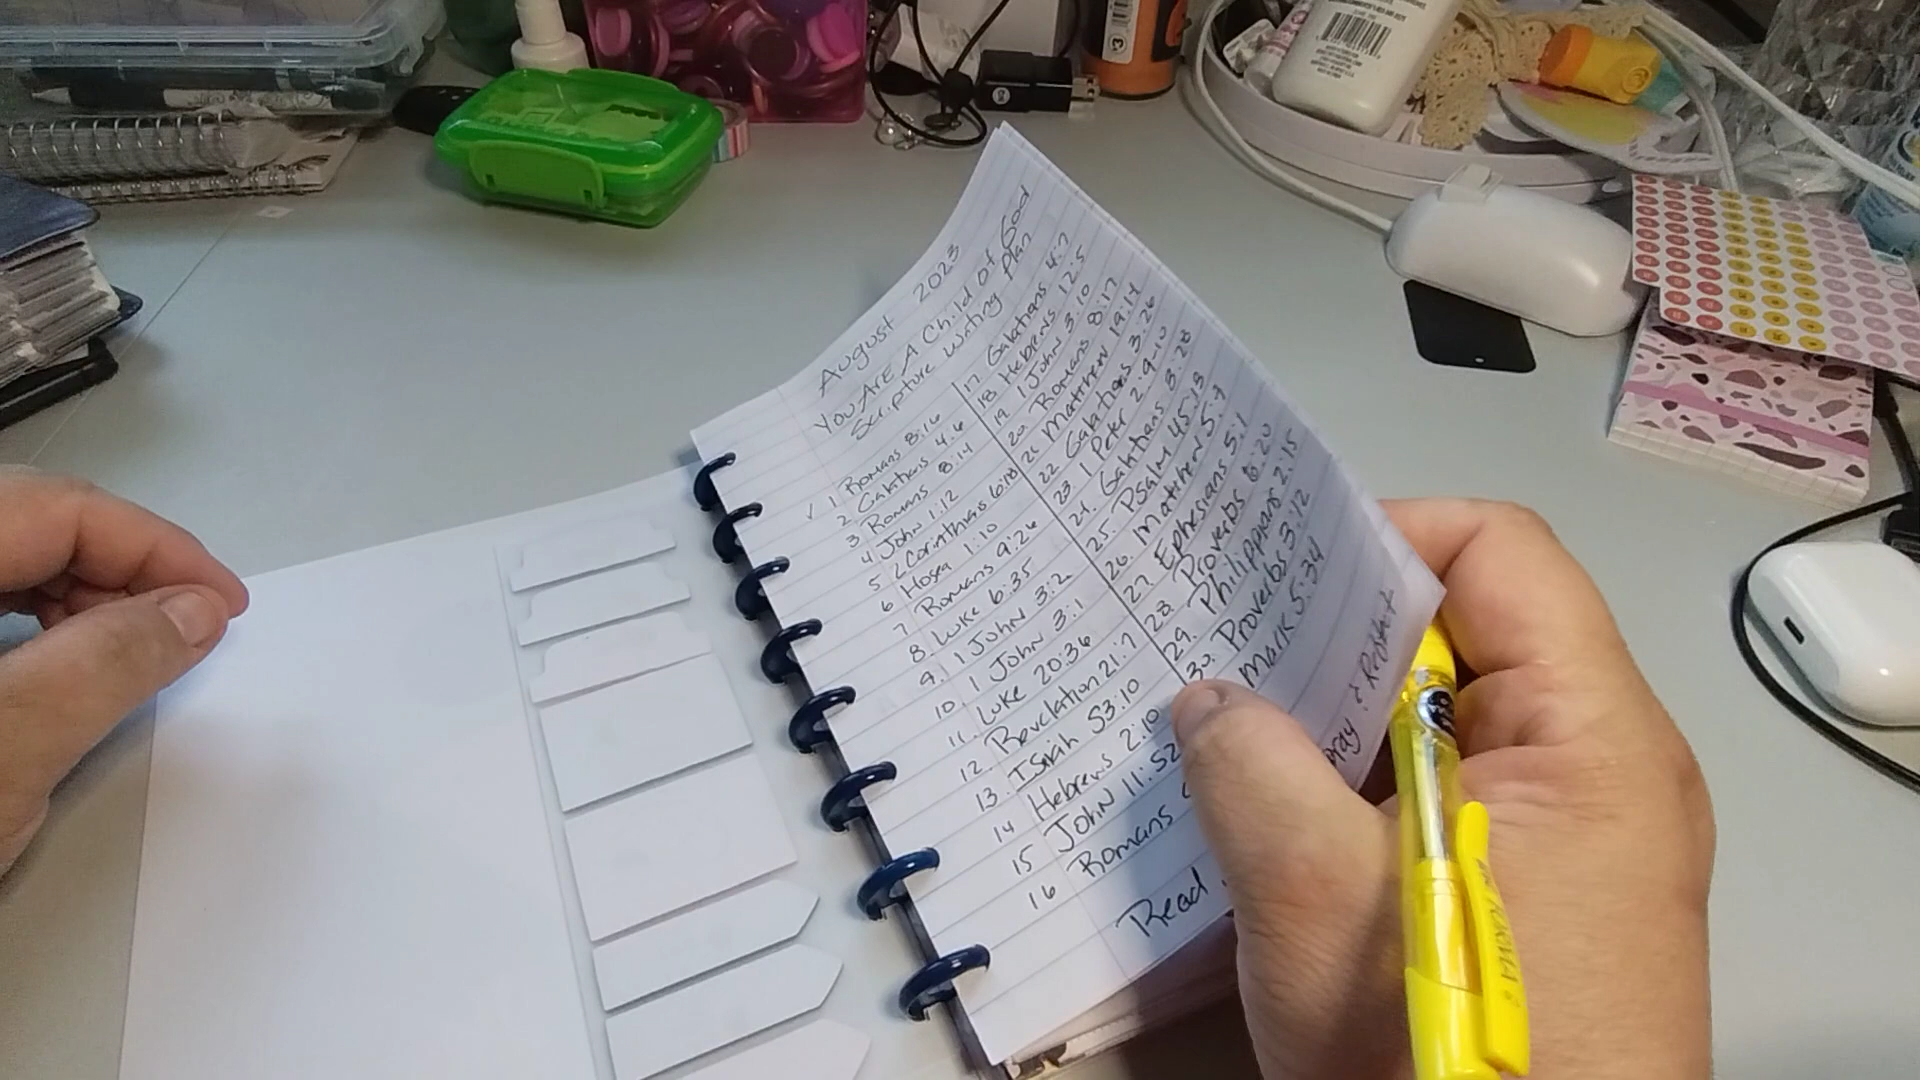 August 2023
You Are A Child of God
Scripture Writing Plan
✓ 1 Romans 8:16
2 Galatians 4:6
3 Romans 8:14
4 John 1:12
5 2 Corinthians 6:18
6 Hosea 1:10
7 Romans 9:26
8. Luke 6:35
9. 1 John 3:2
10. 1 John 3:1
11. Luke 20:36
12. Revelation 21:7
13. Isaiah 53:10
14 Hebrews 2:10
15 John 11:52
16 Romans
17. Galatians 4:7
18. Hebrews 12:5
19. 1 John 3:10
20. Romans 8:17
21. Matthew 19:14
22 Galatians 3:26
23 1 Peter 2:9-10
24. Galatians 3:28
25. Psalm
26. Matthew 5:9
27. Ephesians 5:1
28. Proverbs 20
29. Philippians 2:15
30. Proverbs 3:12
Mark 5:34
Read pray & Reflect